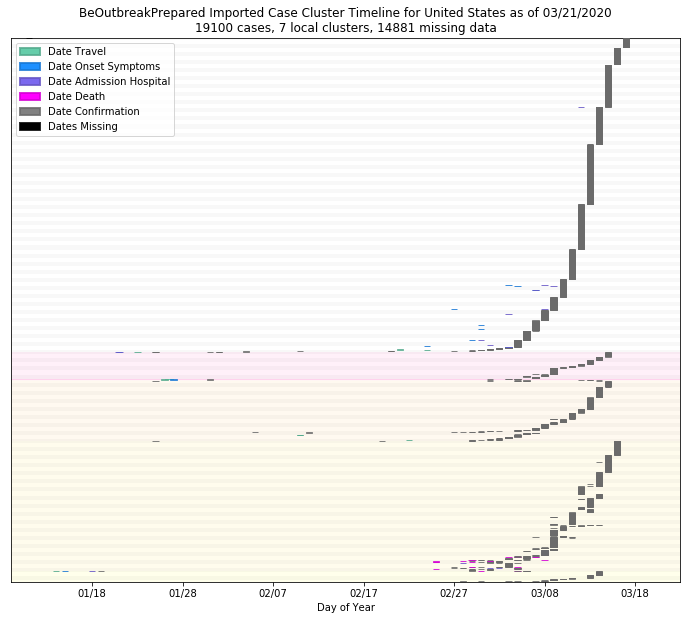 BeOutbreakPrepared Imported Case Cluster Timeline for United States as of 03/21/2020
19100 cases, 7 local clusters, 14881 missing data
Date Travel
Date Onset Symptoms
Date Admission Hospital
Date Death
Date Confirmation
Dates Missing
01/18 01/28 02/07 02/17 02/27 03/08 03/18
Day of Year